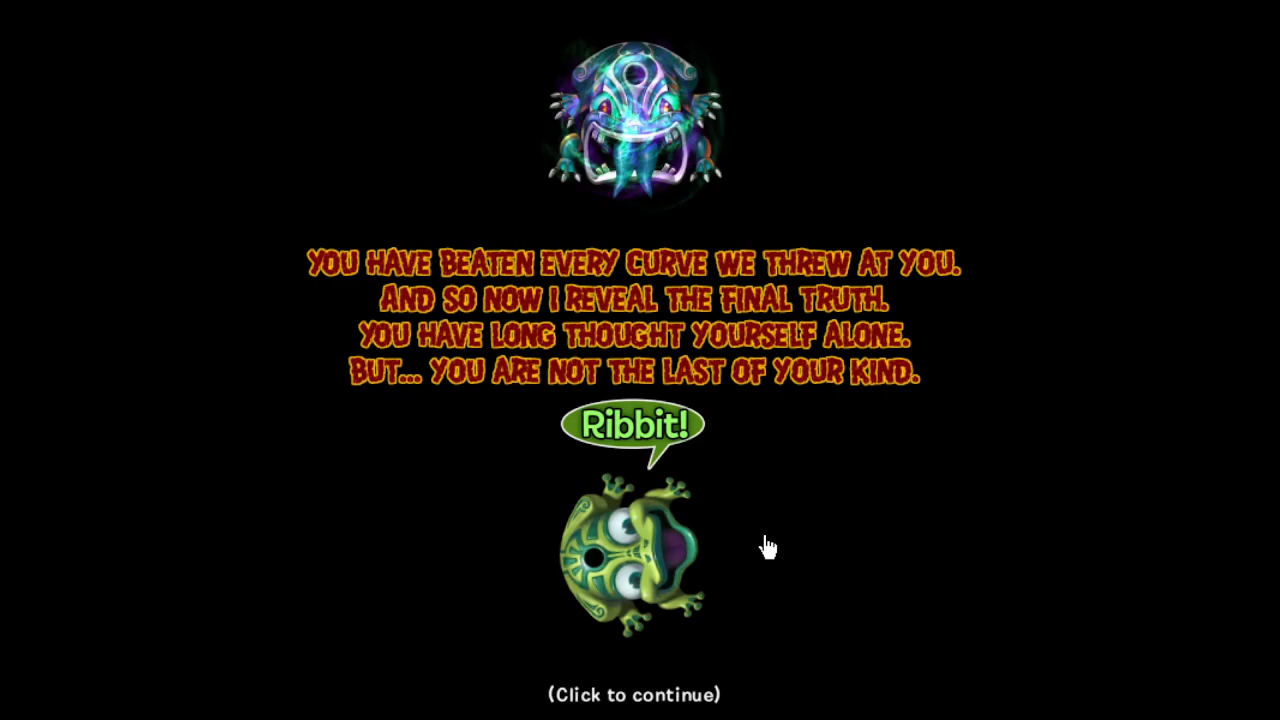 YOU HAVE BEATEN EVERY CURVE WE THREW AT YOU.
AND SO NOW I REVEAL THE FINAL TRUTH.
YOU HAVE LONG THOUGHT YOURSELF ALONE.
BUT... YOU ARE NOT THE LAST OF YOUR KIND.
Ribbit!
(Click to continue)